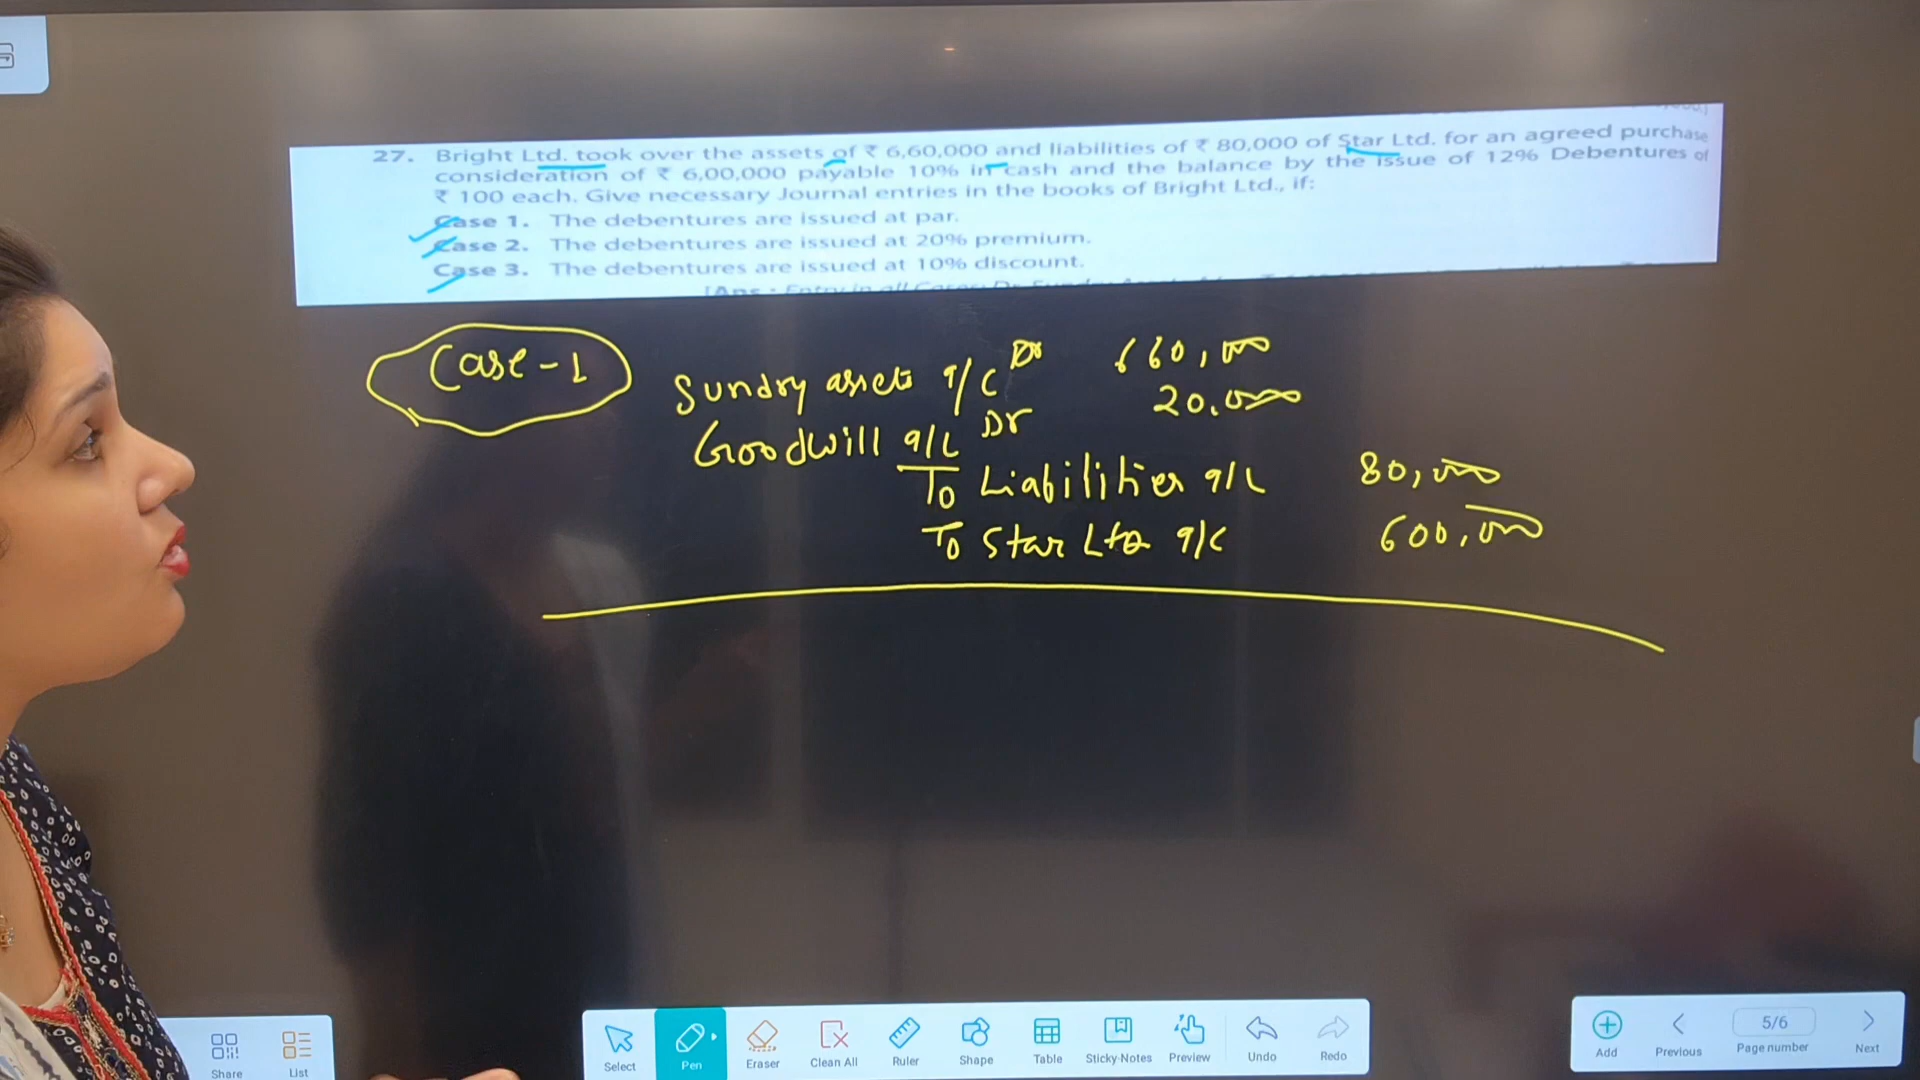 27. Bright Ltd. took over the assets of ₹ 6,60,000 and liabilities of ₹ 80,000 of Star Ltd. for an agreed purchase
consideration of ₹ 6,00,000 payable 10% in cash and the balance by the issue of 12% Debentures of
₹ 100 each. Give necessary Journal entries in the books of Bright Ltd., if:
Case 1. The debentures are issued at par.
Case 2. The debentures are issued at 20% premium.
Case 3. The debentures are issued at 10% discount.
Case - 1
Sundry assets a/c Dr 660,000
Goodwill a/c Dr 20,000
To Liabilities a/c 80,000
To Star Ltd a/c 600,000
Share
List
Select
Pen
Eraser
Clean All
Ruler
Shape
Table
Sticky Notes
Preview
Undo
Redo
Add
Previous
5/6
Page number
Next